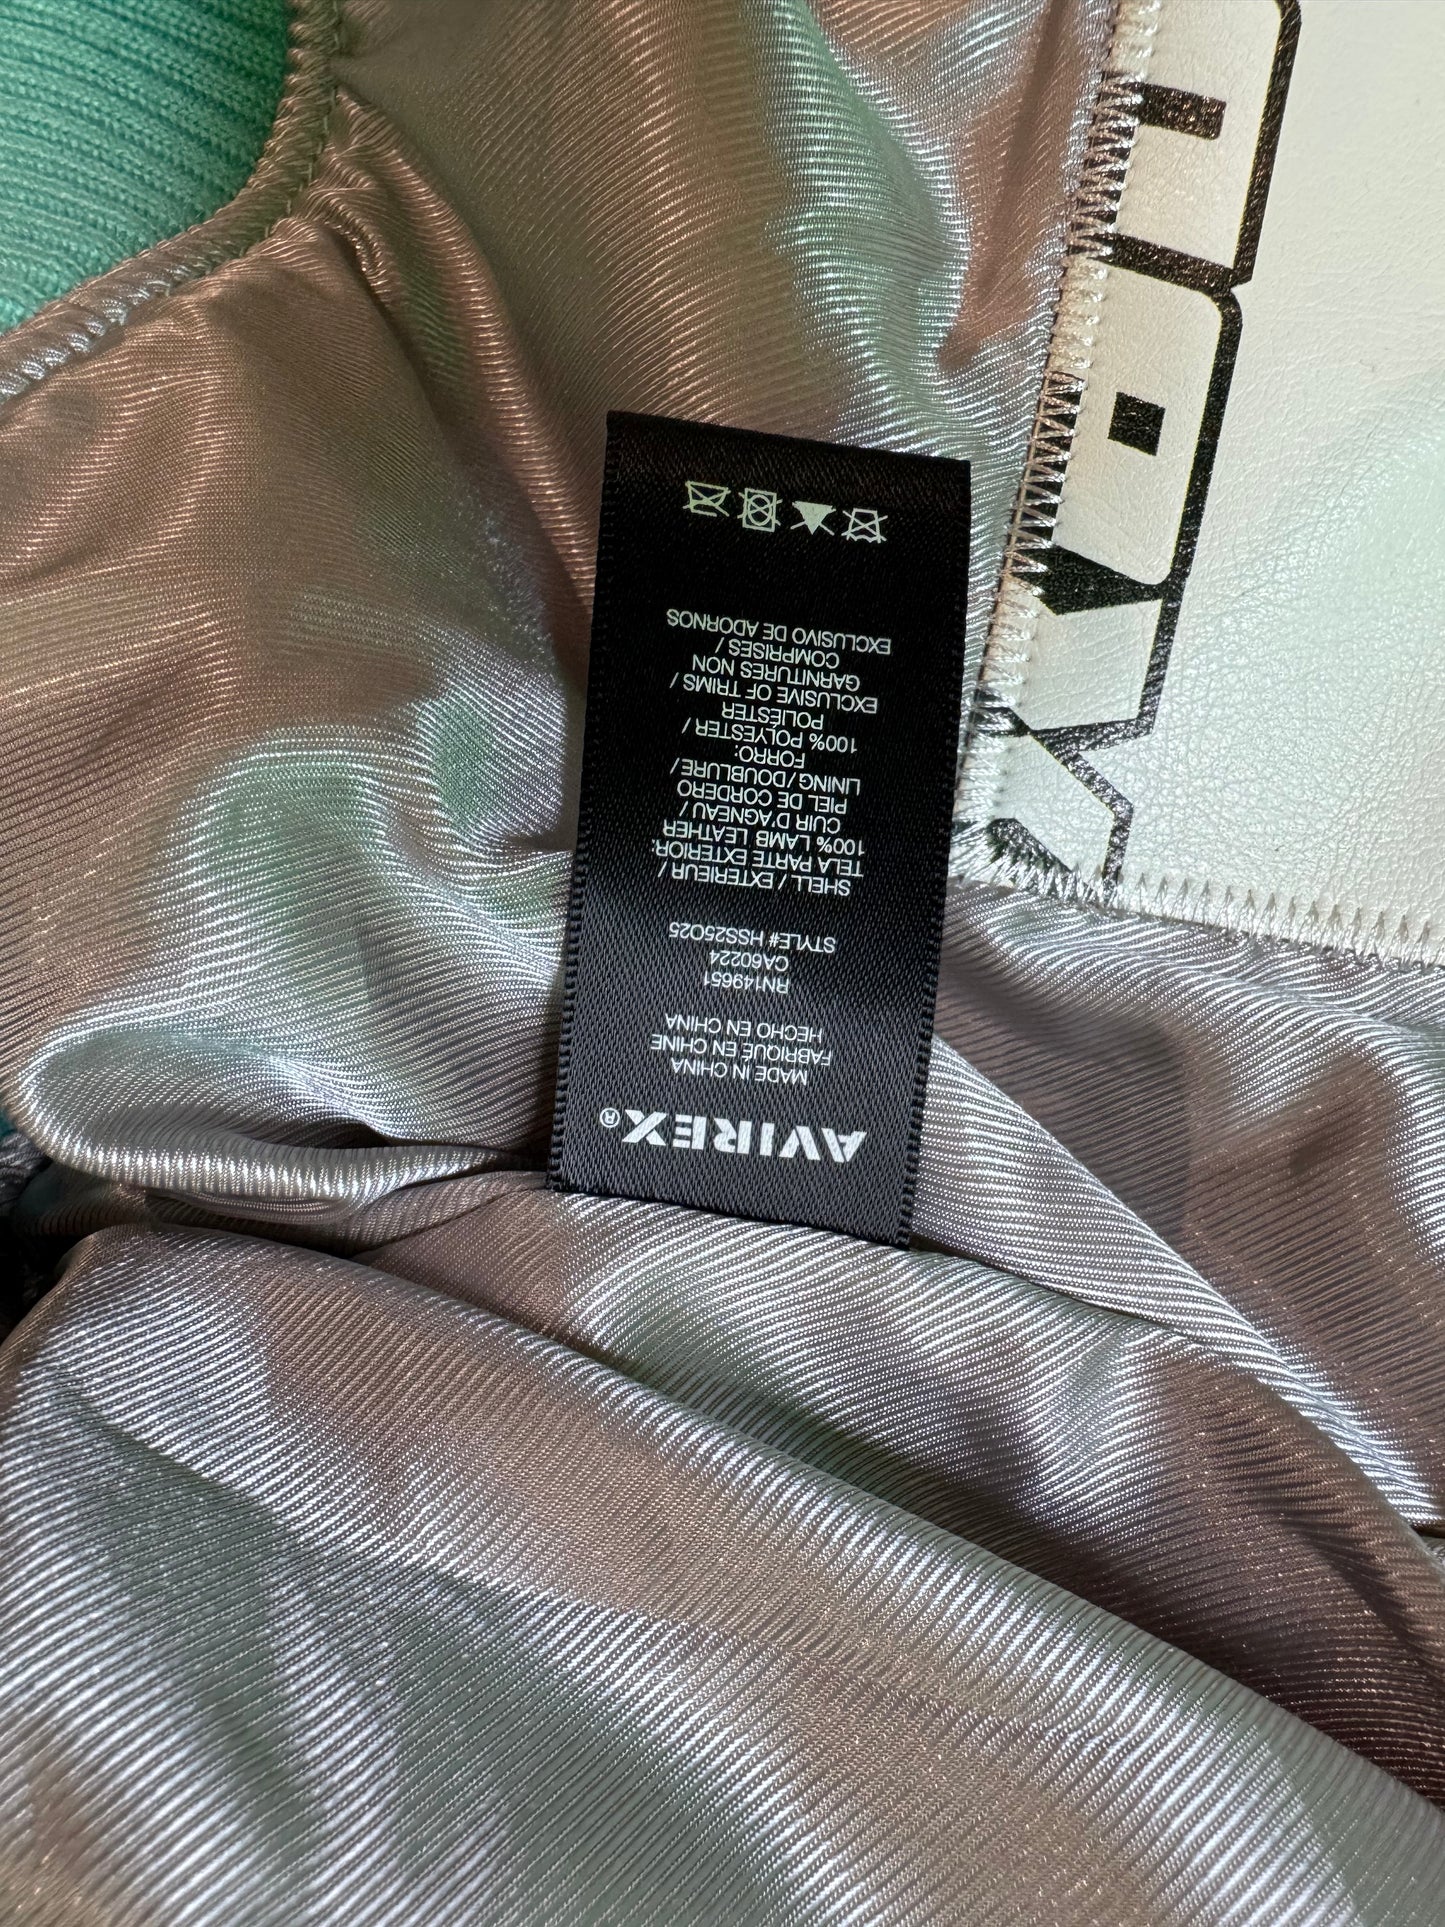 AVIREX®
MADE IN CHINA
FABRIQUÉ EN CHINE
HECHO EN CHINA
RN149651
CA60224
STYLE# HSS25O25
SHELL / EXTERIEUR /
TELA PARTE EXTERIOR:
100% LAMB LEATHER
CUIR D'AGNEAU /
PIEL DE CORDERO
LINING / DOUBLURE /
FORRO:
100% POLYESTER /
POLIÉSTER
EXCLUSIVE OF TRIMS /
GARNITURES NON
COMPRISES /
EXCLUSIVO DE ADORNOS